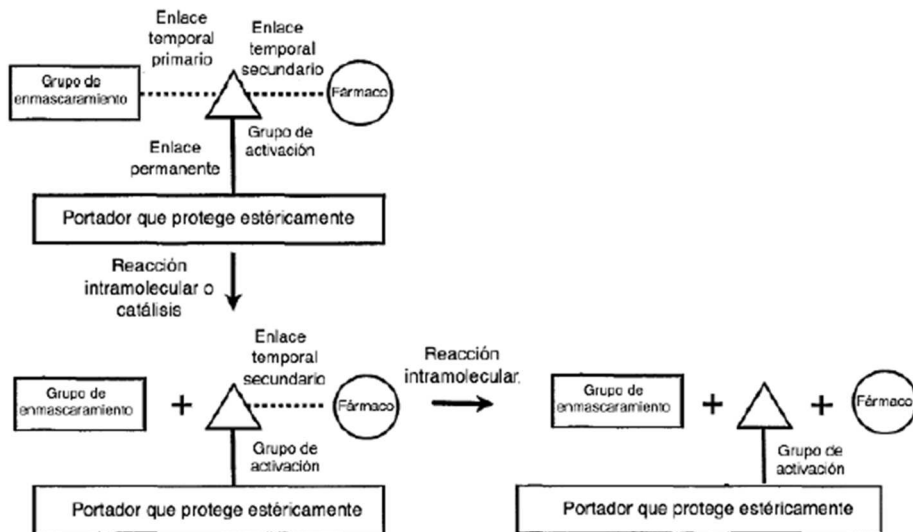 Enlace
temporal
primario
Enlace
temporal
secundario
Grupo de
enmascaramiento
Fármaco
Grupo de
activación
Enlace
permanente
Portador que protege estéricamente
Reacción
intramolecular o
catálisis
Enlace
temporal
secundario
Reacción
intramolecular.
Grupo de
enmascaramiento
+
Fármaco
Grupo de
enmascaramiento
+
+
Fármaco
Grupo de
activación
Grupo de
activación
Portador que protege estéricamente
Portador que protege estéricamente